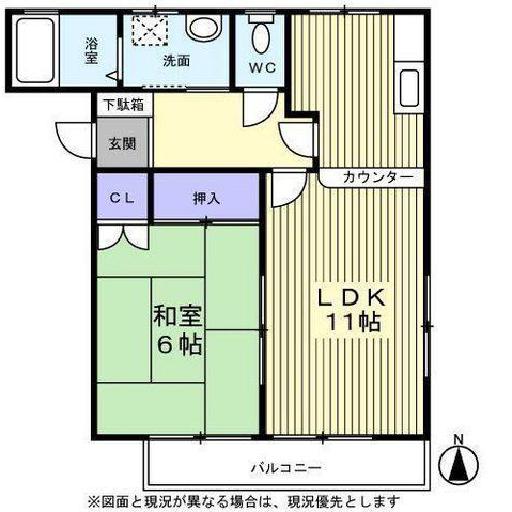 浴室
洗面
WC
下駄箱
玄関
カウンター
CL
押入
LDK
11帖
和室
6帖
N
バルコニー
※図面と現況が異なる場合は、現況優先とします